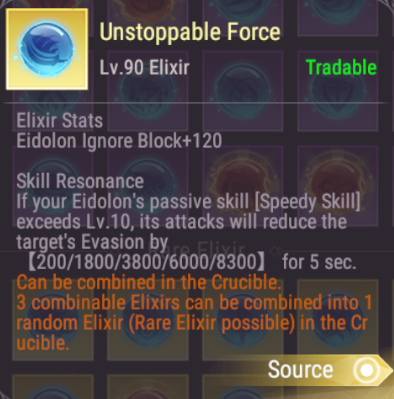 Unstoppable Force
Lv.90 Elixir
Tradable
Elixir Stats
Eidolon Ignore Block+120
Skill Resonance
If your Eidolon's passive skill [Speedy Skill]
exceeds Lv.10, its attacks will reduce the
target's Evasion by
【200/1800/3800/6000/8300】 for 5 sec.
Can be combined in the Crucible.
3 combinable Elixirs can be combined into 1
random Elixir (Rare Elixir possible) in the Cr
ucible.
Source